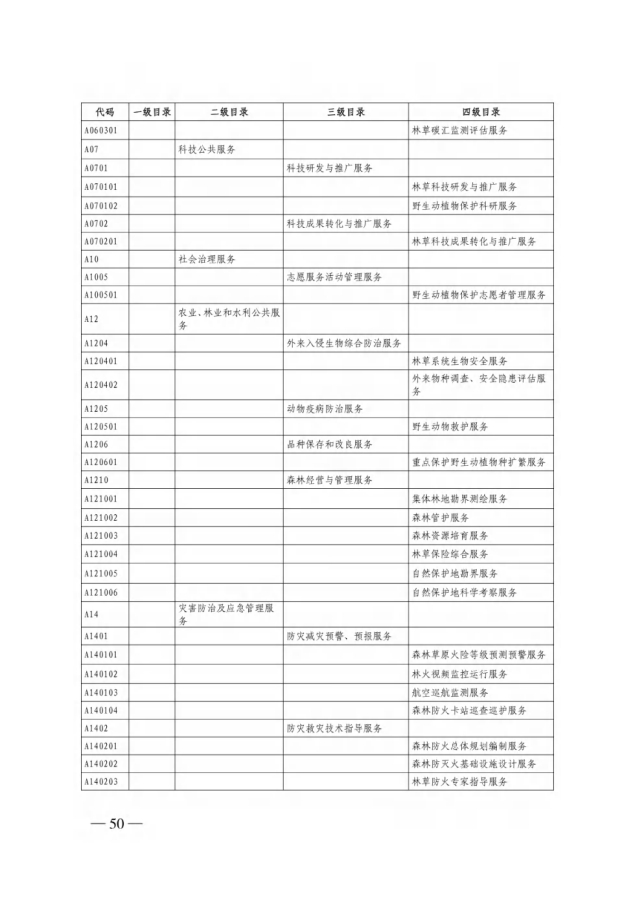 代码 一级目录 二级目录 三级目录 四级目录
A060301 林草碳汇监测评估服务
A07 科技公共服务
A0701 科技研发与推广服务
A070101 林草科技研发与推广服务
A070102 野生动植物保护科研服务
A0702 科技成果转化与推广服务
A070201 林草科技成果转化与推广服务
A10 社会治理服务
A1005 志愿服务活动管理服务
A100501 野生动植物保护志愿者管理服务
A12 农业、林业和水利公共服
务
A1204 外来入侵生物综合防治服务
A120401 林草系统生物安全服务
A120402 外来物种调查、安全隐患评估服
务
A1205 动物疫病防治服务
A120501 野生动物救护服务
A1206 品种保存和改良服务
A120601 重点保护野生动植物种扩繁服务
A1210 森林经营与管理服务
A121001 集体林地勘界测绘服务
A121002 森林管护服务
A121003 森林资源培育服务
A121004 林草保险综合服务
A121005 自然保护地勘界服务
A121006 自然保护地科学考察服务
A14 灾害防治及应急管理服
务
A1401 防灾减灾预警、预报服务
A140101 森林草原火险等级预测预警服务
A140102 林火视频监控运行服务
A140103 航空巡航监测服务
A140104 森林防火卡站巡查巡护服务
A1402 防灾救灾技术指导服务
A140201 森林防火总体规划编制服务
A140202 森林防灭火基础设施设计服务
A140203 林草防火专家指导服务
— 50 —